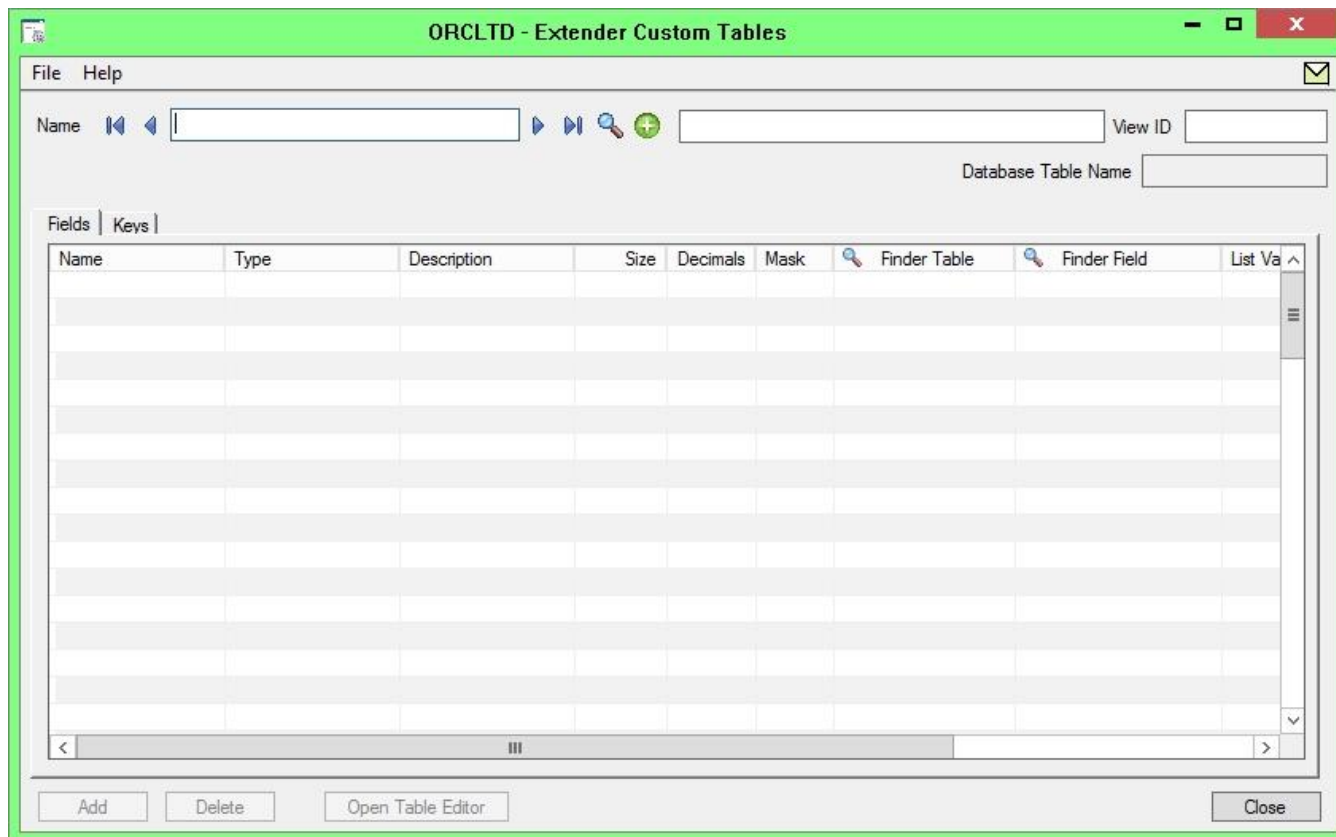 ORCLTD - Extender Custom Tables
File Help
Name View ID
Database Table Name
Fields Keys
Name Type Description Size Decimals Mask Finder Table Finder Field List Va
Add Delete Open Table Editor Close